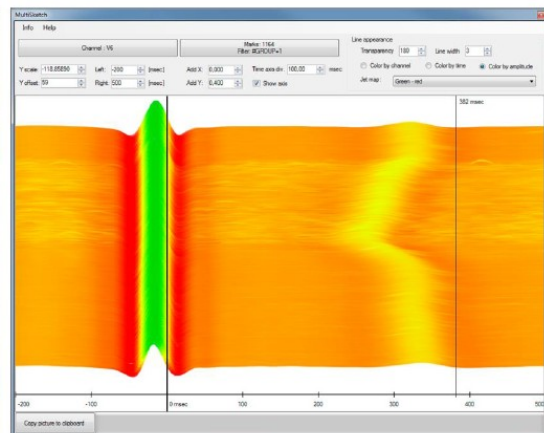 MultiSketch
Info Help
Channel : V6
Marks: 1164
Filter: #GROUP=1
Y scale: -118.85890 Left: -200 [msec] Add X: 0,000 Time axis div: 100,00 msec
Y offset: 59 Right: 500 [msec] Add Y: 0,400 Show axis
Line appearance
Transparency 100 Line width 3
Color by channel Color by time Color by amplitude
Jet map: Green - red
382 msec
-200 -100 0 msec 100 200 300 400 500
Copy picture to clipboard